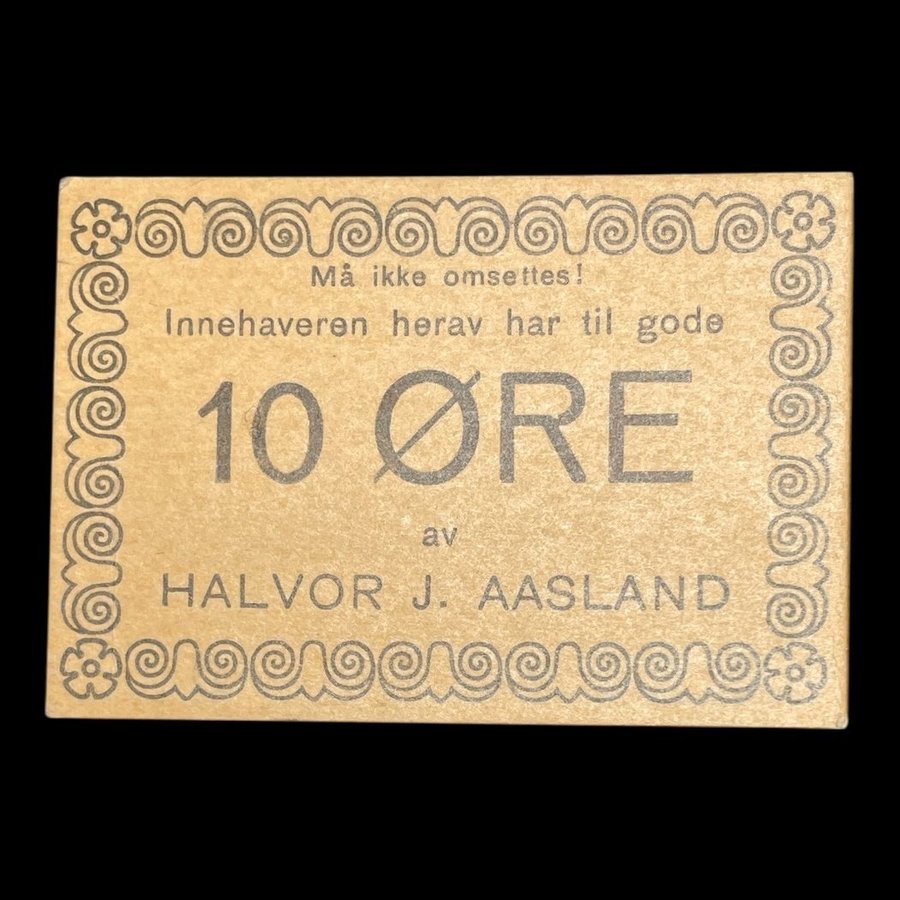 Må ikke omsettes!
Innehaveren herav har til gode
10 ØRE
av
HALVOR J. AASLAND